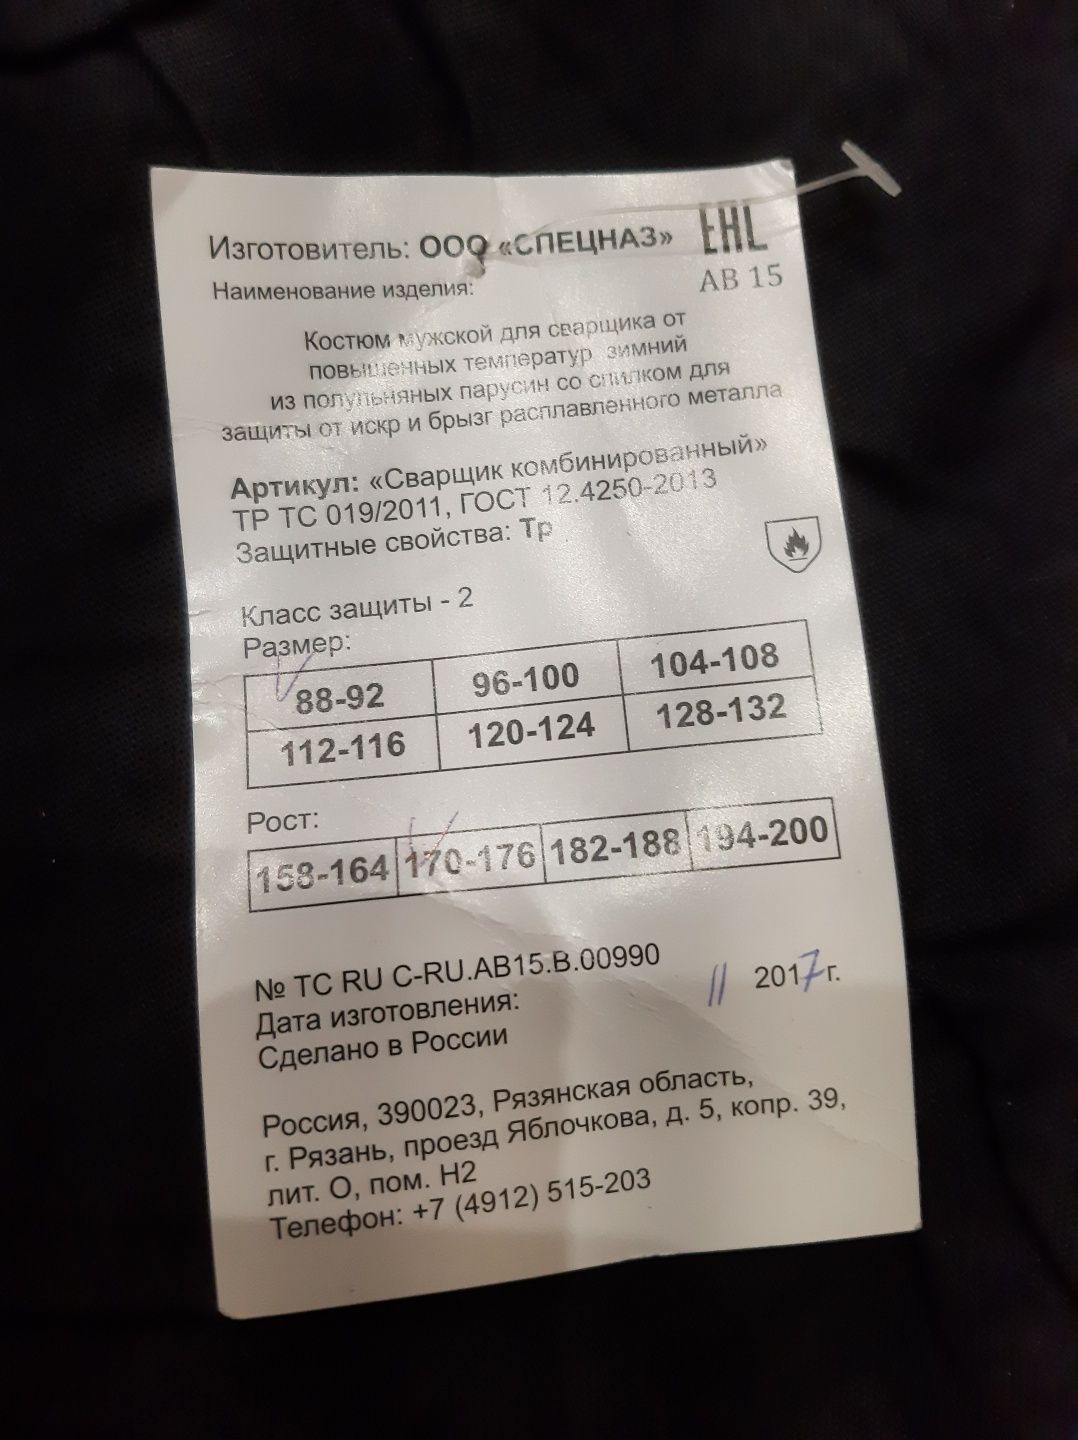 Изготовитель: ООО «СПЕЦНАЗ» ЕАС
АВ 15
Наименование изделия:
Костюм мужской для сварщика от
повышенных температур зимний
из полульняных парусин со спилком для
защиты от искр и брызг расплавленного металла
Артикул: «Сварщик комбинированный»
ТР ТС 019/2011, ГОСТ 12.4250-2013
Защитные свойства: Тр
Класс защиты - 2
Размер:
88-92 96-100 104-108
112-116 120-124 128-132
Рост:
158-164 170-176 182-188 194-200
№ ТС RU C-RU.АВ15.В.00990
Дата изготовления: 11 2017 г.
Сделано в России
Россия, 390023, Рязянская область,
г. Рязань, проезд Яблочкова, д. 5, копр. 39,
лит. О, пом. Н2
Телефон: +7 (4912) 515-203